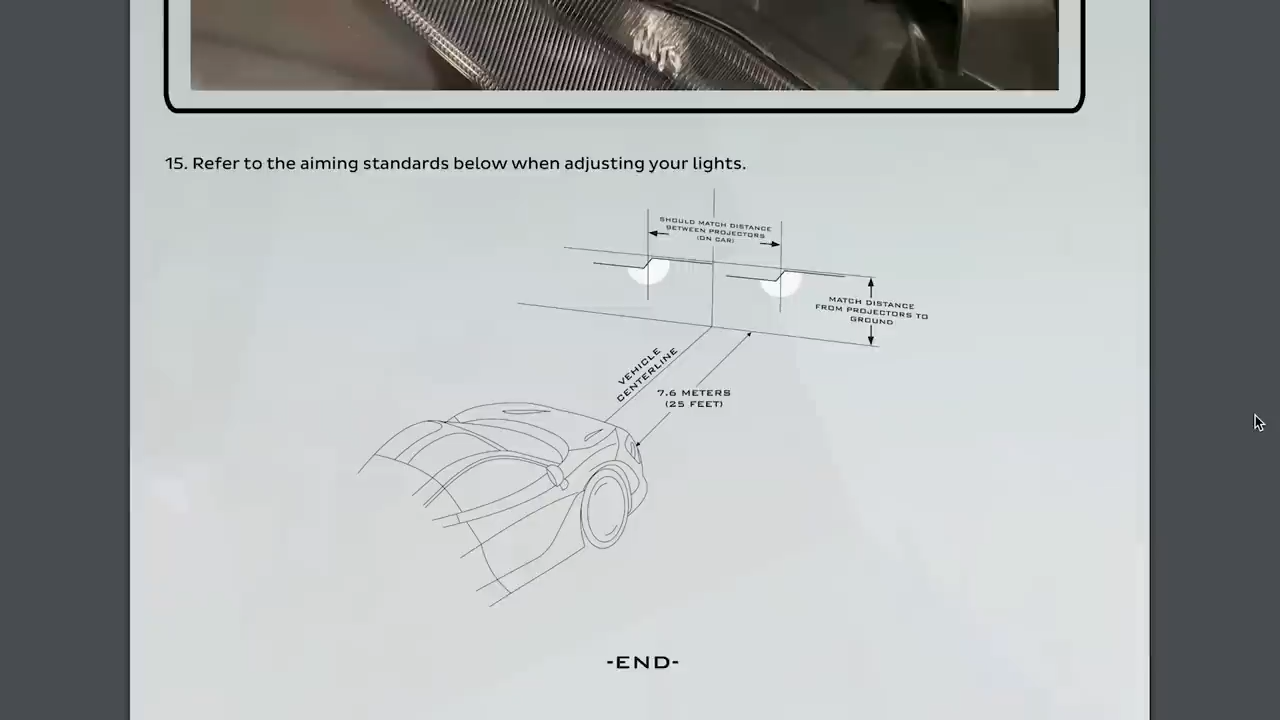 15. Refer to the aiming standards below when adjusting your lights.
SHOULD MATCH DISTANCE
BETWEEN PROJECTORS
(ON CAR)
MATCH DISTANCE
FROM PROJECTORS TO
GROUND
VEHICLE
CENTERLINE
7.6 METERS
(25 FEET)
-END-